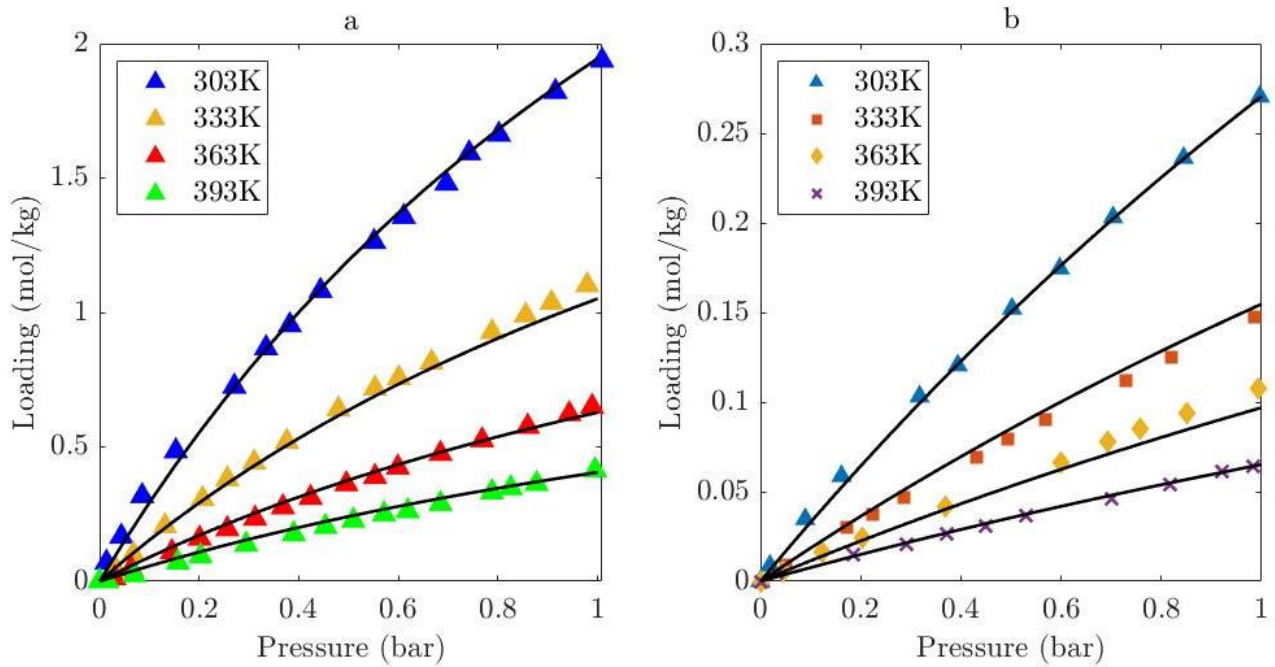 a
2
1.5
1
0.5
0
0
0.2
0.4
0.6
0.8
1
Loading (mol/kg)
Pressure (bar)
303K
333K
363K
393K
b
0.3
0.25
0.2
0.15
0.1
0.05
0
0
0.2
0.4
0.6
0.8
1
Loading (mol/kg)
Pressure (bar)
303K
333K
363K
393K